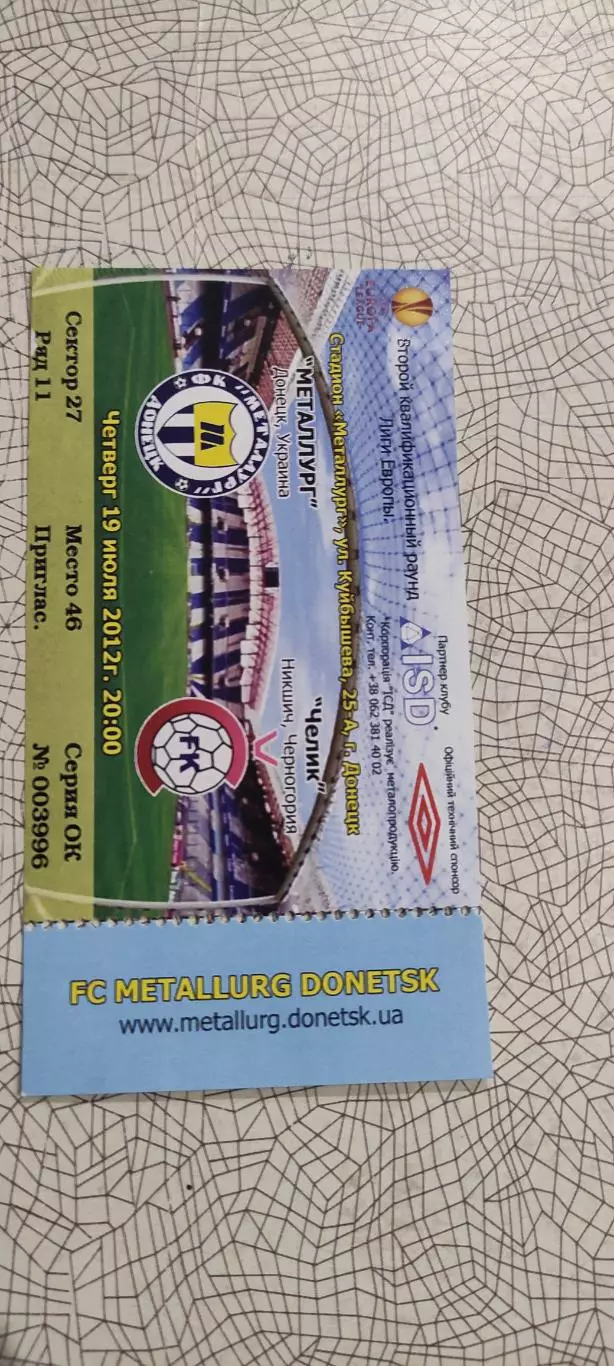 EUROPA
LEAGUE
Второй квалификационный раунд
Лиги Европы.
Партнер клубу
ISD
*Корпорація "ІСД" реалізує металопродукцію.
Конт. тел. +38 062 381 40 02
Офіційний технічний спонсор
Стадион «Металлург», ул. Куйбышева, 25-А, г. Донецк
"МЕТАЛЛУРГ"
Донецк, Украина
"Челик"
Никшич, Черногория
ФК "МЕТАЛЛУРГ"
ДОНЕЦК
FK
Четверг 19 июля 2012г. 20:00
Сектор 27 Место 46 Серия ОК
Ряд 11 Приглас. № 003996
FC METALLURG DONETSK
www.metallurg.donetsk.ua